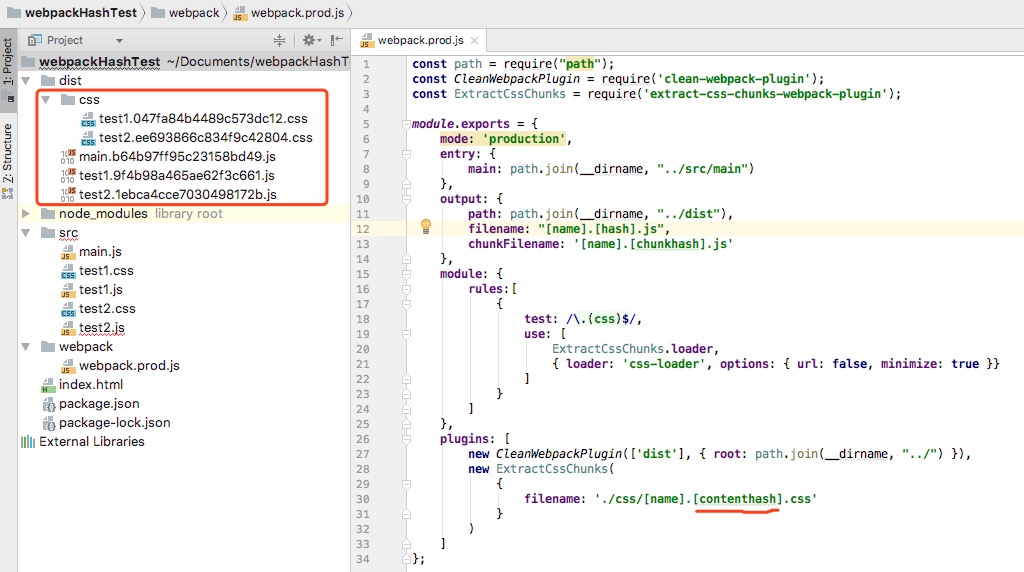 webpackHashTest webpack webpack.prod.js
1: Project
7: Structure
Project
webpackHashTest ~/Documents/webpackHashT
dist
css
test1.047fa84b4489c573dc12.css
test2.ee693866c834f9c42804.css
main.b64b97ff95c23158bd49.js
test1.9f4b98a465ae62f3c661.js
test2.1ebca4cce7030498172b.js
node_modules library root
src
main.js
test1.css
test1.js
test2.css
test2.js
webpack
webpack.prod.js
index.html
package.json
package-lock.json
External Libraries
webpack.prod.js
1 const path = require("path");
2 const CleanWebpackPlugin = require('clean-webpack-plugin');
3 const ExtractCssChunks = require('extract-css-chunks-webpack-plugin');
4
5 module.exports = {
6 mode: 'production',
7 entry: {
8 main: path.join(__dirname, "../src/main")
9 },
10 output: {
11 path: path.join(__dirname, "../dist"),
12 filename: "[name].[hash].js",
13 chunkFilename: '[name].[chunkhash].js'
14 },
15 module: {
16 rules:[
17 {
18 test: /\.(css)$/,
19 use: [
20 ExtractCssChunks.loader,
21 { loader: 'css-loader', options: { url: false, minimize: true }}
22 ]
23 }
24 ]
25 },
26 plugins: [
27 new CleanWebpackPlugin(['dist'], { root: path.join(__dirname, "../") }),
28 new ExtractCssChunks(
29 {
30 filename: './css/[name].[contenthash].css'
31 }
32 )
33 ]
34 };